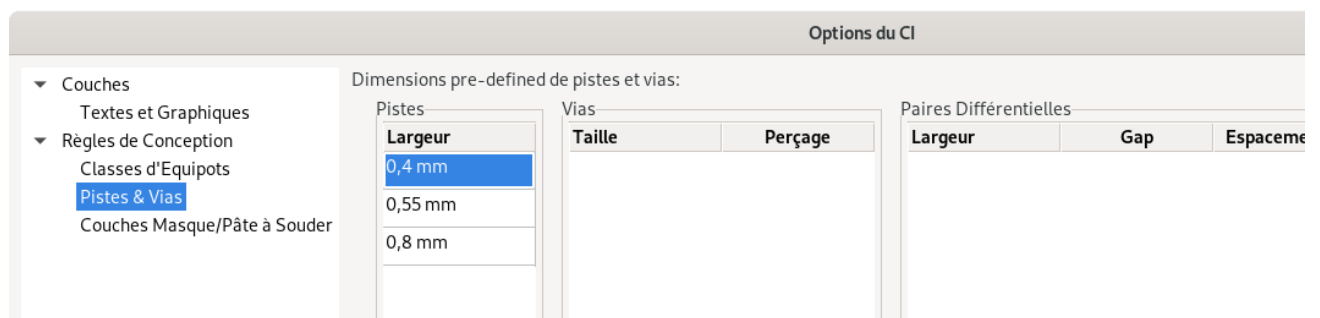 Options du CI
Couches
Textes et Graphiques
Règles de Conception
Classes d'Equipots
Pistes & Vias
Couches Masque/Pâte à Souder
Dimensions pre-defined de pistes et vias:
Pistes
Largeur
0,4 mm
0,55 mm
0,8 mm
Vias
Taille Perçage
Paires Différentielles
Largeur Gap Espaceme